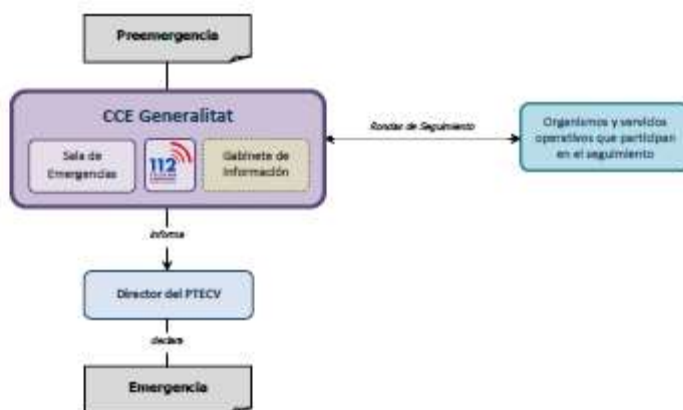 Preemergencia
CCE Generalitat
Sala de
Emergencias
112
Gabinete de
Información
Rondas de Seguimiento
Organismos y servicios
operativos que participan
en el seguimiento
informa
Director del PTECV
declara
Emergencia